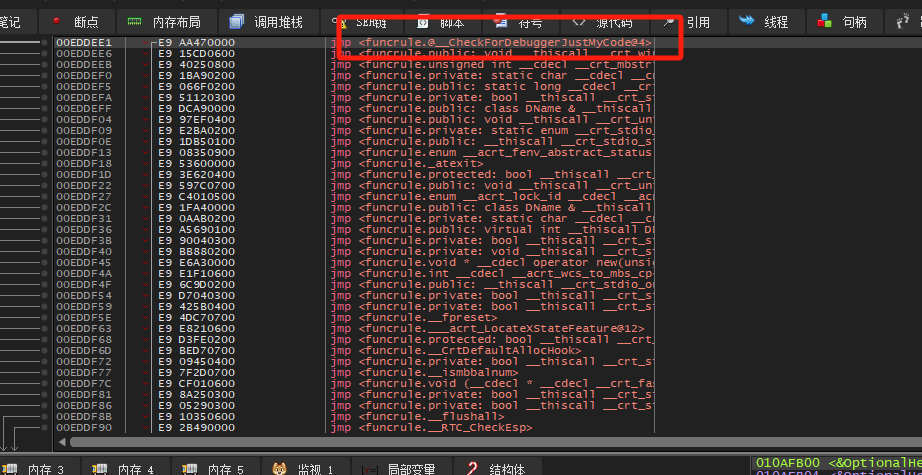 笔记 断点 内存布局 调用堆栈 SEH链 脚本 符号 源代码 引用 线程 句柄
00EDDEE1 E9 AA470000 jmp <funcrule.@__CheckForDebuggerJustMyCode@4>
00EDDEE6 E9 15CD0600 jmp <funcrule.public: void __thiscall __crt_wi
00EDDEEB E9 40250800 jmp <funcrule.unsigned int __cdecl __crt_mbstr
00EDDEF0 E9 1BA90200 jmp <funcrule.private: static char __cdecl __c
00EDDEF5 E9 066F0200 jmp <funcrule.public: static long __cdecl __cr
00EDDEFA E9 51120300 jmp <funcrule.private: bool __thiscall __crt_s
00EDDEFF E9 DCA90000 jmp <funcrule.public: class DName & __thiscall
00EDDF04 E9 97EF0400 jmp <funcrule.public: void __thiscall __crt_un
00EDDF09 E9 E2BA0200 jmp <funcrule.private: static enum __crt_stdio_
00EDDF0E E9 1DB50100 jmp <funcrule.public: __thiscall __crt_stdio_o
00EDDF13 E9 08350900 jmp <funcrule.enum __acrt_fenv_abstract_status
00EDDF18 E9 53600000 jmp <funcrule._atexit>
00EDDF1D E9 3E620400 jmp <funcrule.protected: bool __thiscall __crt_
00EDDF22 E9 597C0700 jmp <funcrule.public: void __thiscall __crt_un
00EDDF27 E9 C4010500 jmp <funcrule.enum __acrt_lock_id __cdecl __ac
00EDDF2C E9 1FA40000 jmp <funcrule.public: class DName & __thiscall
00EDDF31 E9 0AAB0200 jmp <funcrule.private: static char __cdecl __c
00EDDF36 E9 A5690100 jmp <funcrule.public: virtual int __thiscall D
00EDDF3B E9 90040300 jmp <funcrule.private: bool __thiscall __crt_s
00EDDF40 E9 BB880200 jmp <funcrule.private: void __thiscall __crt_s
00EDDF45 E9 E6A30000 jmp <funcrule.void * __cdecl operator new(unsi
00EDDF4A E9 E1F10600 jmp <funcrule.int __cdecl __acrt_wcs_to_mbs_cp
00EDDF4F E9 6C9D0200 jmp <funcrule.public: __thiscall __crt_stdio_o
00EDDF54 E9 D7040300 jmp <funcrule.private: bool __thiscall __crt_s
00EDDF59 E9 425B0400 jmp <funcrule.private: bool __thiscall __crt_s
00EDDF5E E9 4DC70700 jmp <funcrule.__fpreset>
00EDDF63 E9 E8210600 jmp <funcrule.___acrt_LocateXStateFeature@12>
00EDDF68 E9 D3FE0200 jmp <funcrule.protected: bool __thiscall __crt_
00EDDF6D E9 BED70700 jmp <funcrule.__CrtDefaultAllocHook>
00EDDF72 E9 09450400 jmp <funcrule.private: bool __thiscall __crt_s
00EDDF77 E9 7F2D0700 jmp <funcrule.__ismbbalnum>
00EDDF7C E9 CF010600 jmp <funcrule.void (__cdecl * __cdecl __crt_fa
00EDDF81 E9 8A250300 jmp <funcrule.private: bool __thiscall __crt_s
00EDDF86 E9 05290300 jmp <funcrule.private: bool __thiscall __crt_s
00EDDF8B E9 10350600 jmp <funcrule.__flushall>
00EDDF90 E9 2B490000 jmp <funcrule.__RTC_CheckEsp>
内存 3 内存 4 内存 5 监视 1 局部变量 结构体
010AFB00 <&OptionalHe